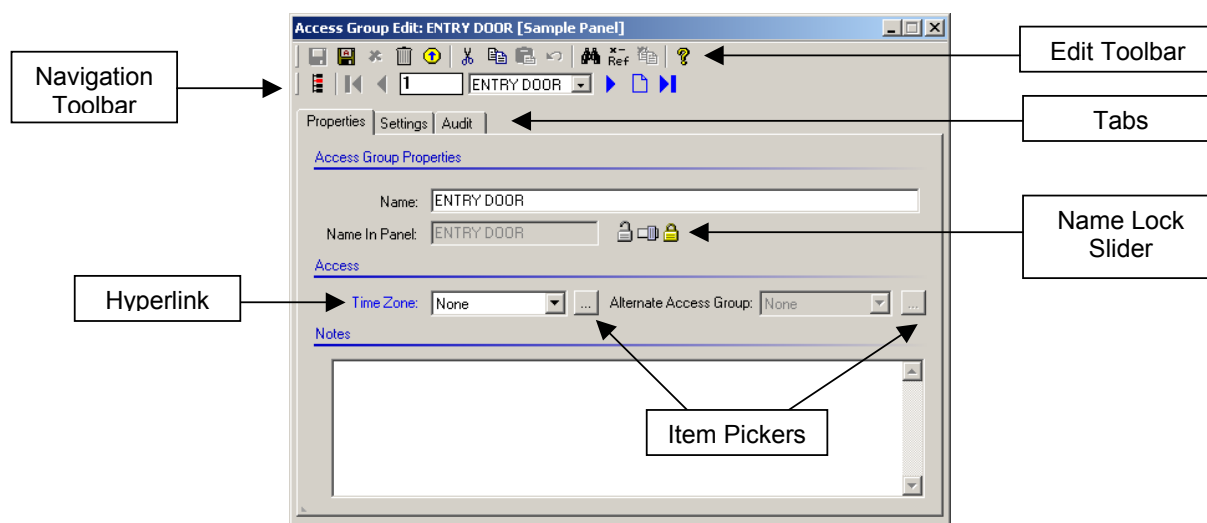 Access Group Edit: ENTRY DOOR [Sample Panel]
Edit Toolbar
x-
Ref
Navigation
Toolbar
1
ENTRY DOOR
Properties
Settings
Audit
Tabs
Access Group Properties
Name:
ENTRY DOOR
Name In Panel:
ENTRY DOOR
Name Lock
Slider
Access
Hyperlink
Time Zone:
None
...
Alternate Access Group:
None
...
Notes
Item Pickers